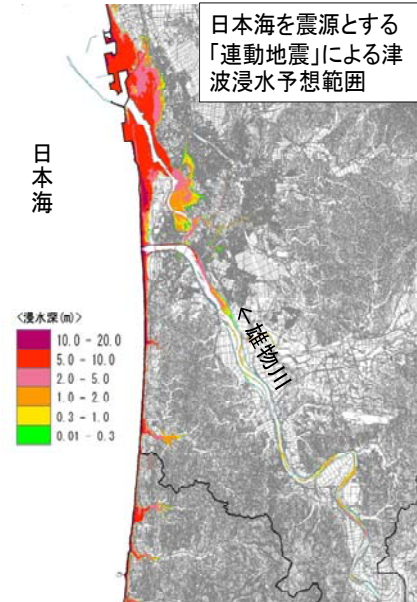 日本海を震源とする
「連動地震」による津
波浸水予想範囲
日本海
<浸水深(m)>
10.0 - 20.0
5.0 - 10.0
2.0 - 5.0
1.0 - 2.0
0.3 - 1.0
0.01 - 0.3
←雄物川